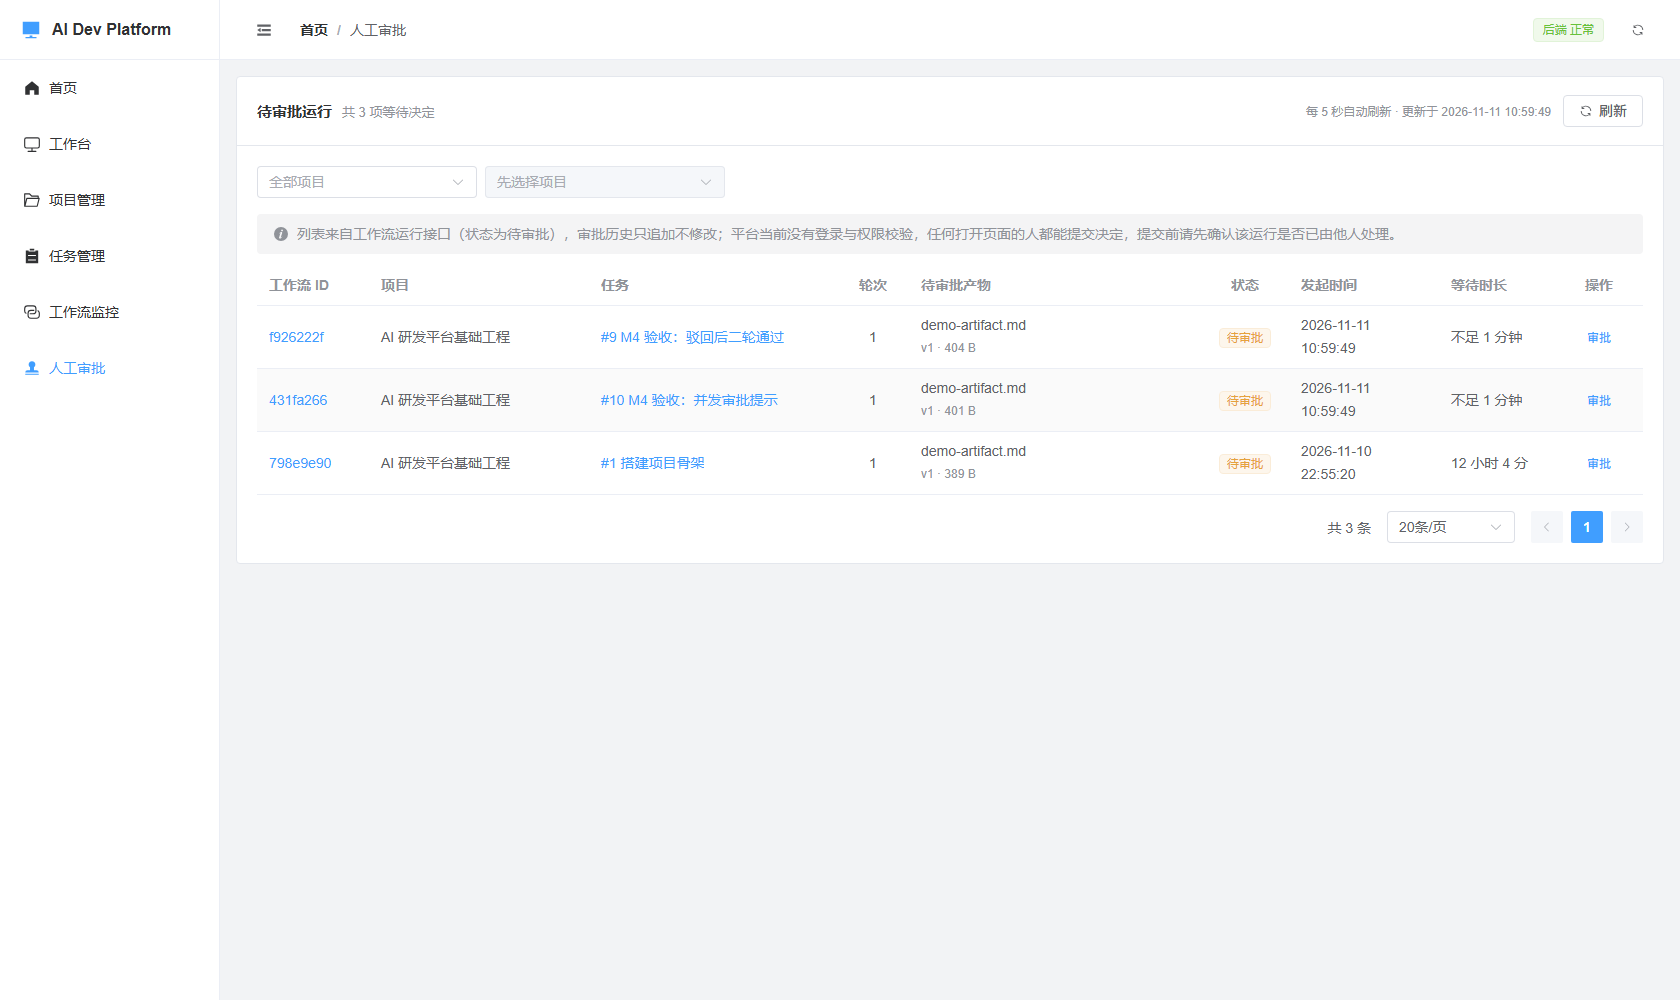 AI Dev Platform
首页 / 人工审批
后端 正常
首页
工作台
项目管理
任务管理
工作流监控
人工审批
待审批运行 共 3 项等待决定
每 5 秒自动刷新 · 更新于 2026-11-11 10:59:49
刷新
全部项目
先选择项目
列表来自工作流运行接口（状态为待审批），审批历史只追加不修改；平台当前没有登录与权限校验，任何打开页面的人都能提交决定，提交前请先确认该运行是否已由他人处理。
工作流 ID 项目 任务 轮次 待审批产物 状态 发起时间 等待时长 操作
f926222f AI 研发平台基础工程 #9 M4 验收：驳回后二轮通过 1 demo-artifact.md 待审批 2026-11-11 不足 1 分钟 审批
v1 · 404 B 10:59:49
431fa266 AI 研发平台基础工程 #10 M4 验收：并发审批提示 1 demo-artifact.md 待审批 2026-11-11 不足 1 分钟 审批
v1 · 401 B 10:59:49
798e9e90 AI 研发平台基础工程 #1 搭建项目骨架 1 demo-artifact.md 待审批 2026-11-10 12 小时 4 分 审批
v1 · 389 B 22:55:20
共 3 条 20条/页 1